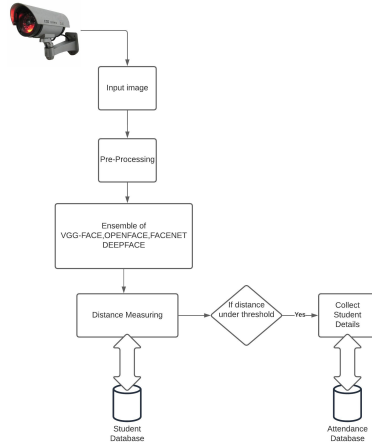 Input image
Pre-Processing
Ensemble of
VGG-FACE,OPENFACE,FACENET
DEEPFACE
Distance Measuring
If distance
under threshold
Yes
Collect
Student
Details
Student
Database
Attendance
Database